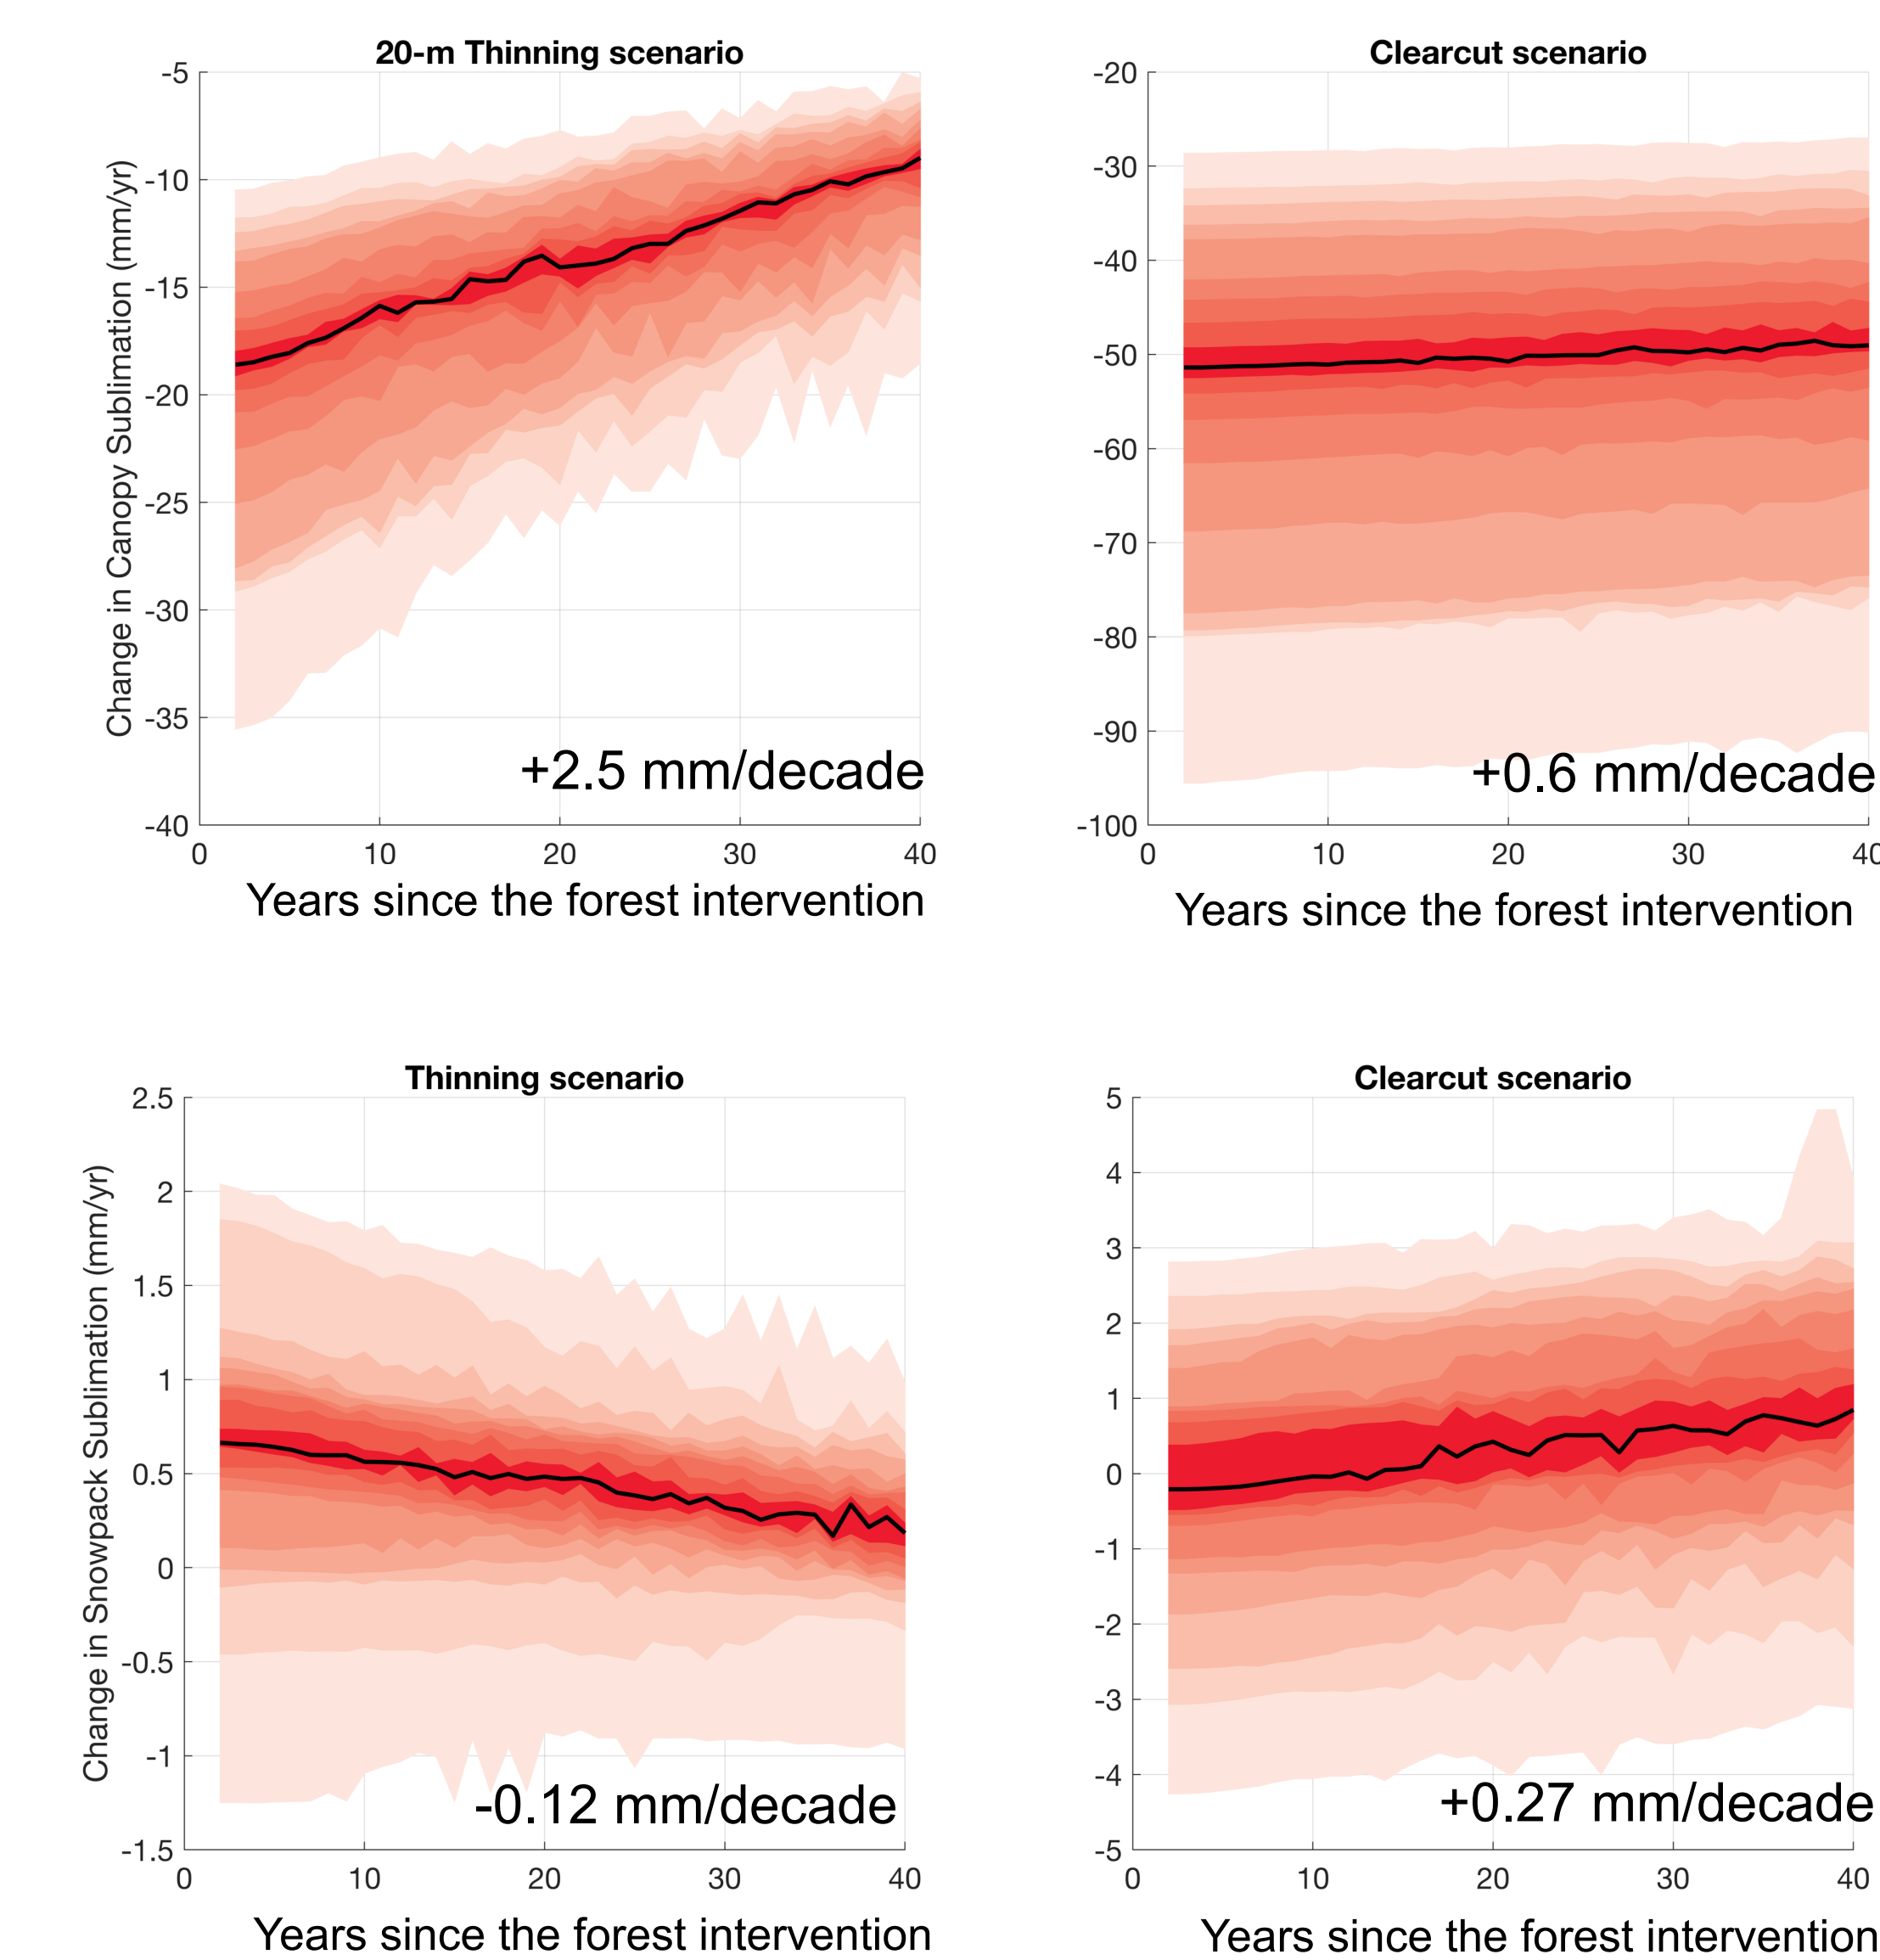 20-m Thinning scenario
Change in Canopy Sublimation (mm/yr)
-5
-10
-15
-20
-25
-30
-35
-40
0 10 20 30 40
+2.5 mm/decade
Years since the forest intervention
Clearcut scenario
-20
-30
-40
-50
-60
-70
-80
-90
-100
0 10 20 30 40
+0.6 mm/decade
Years since the forest intervention
Thinning scenario
Change in Snowpack Sublimation (mm/yr)
2.5
2
1.5
1
0.5
0
-0.5
-1
-1.5
0 10 20 30 40
-0.12 mm/decade
Years since the forest intervention
Clearcut scenario
5
4
3
2
1
0
-1
-2
-3
-4
-5
0 10 20 30 40
+0.27 mm/decade
Years since the forest intervention